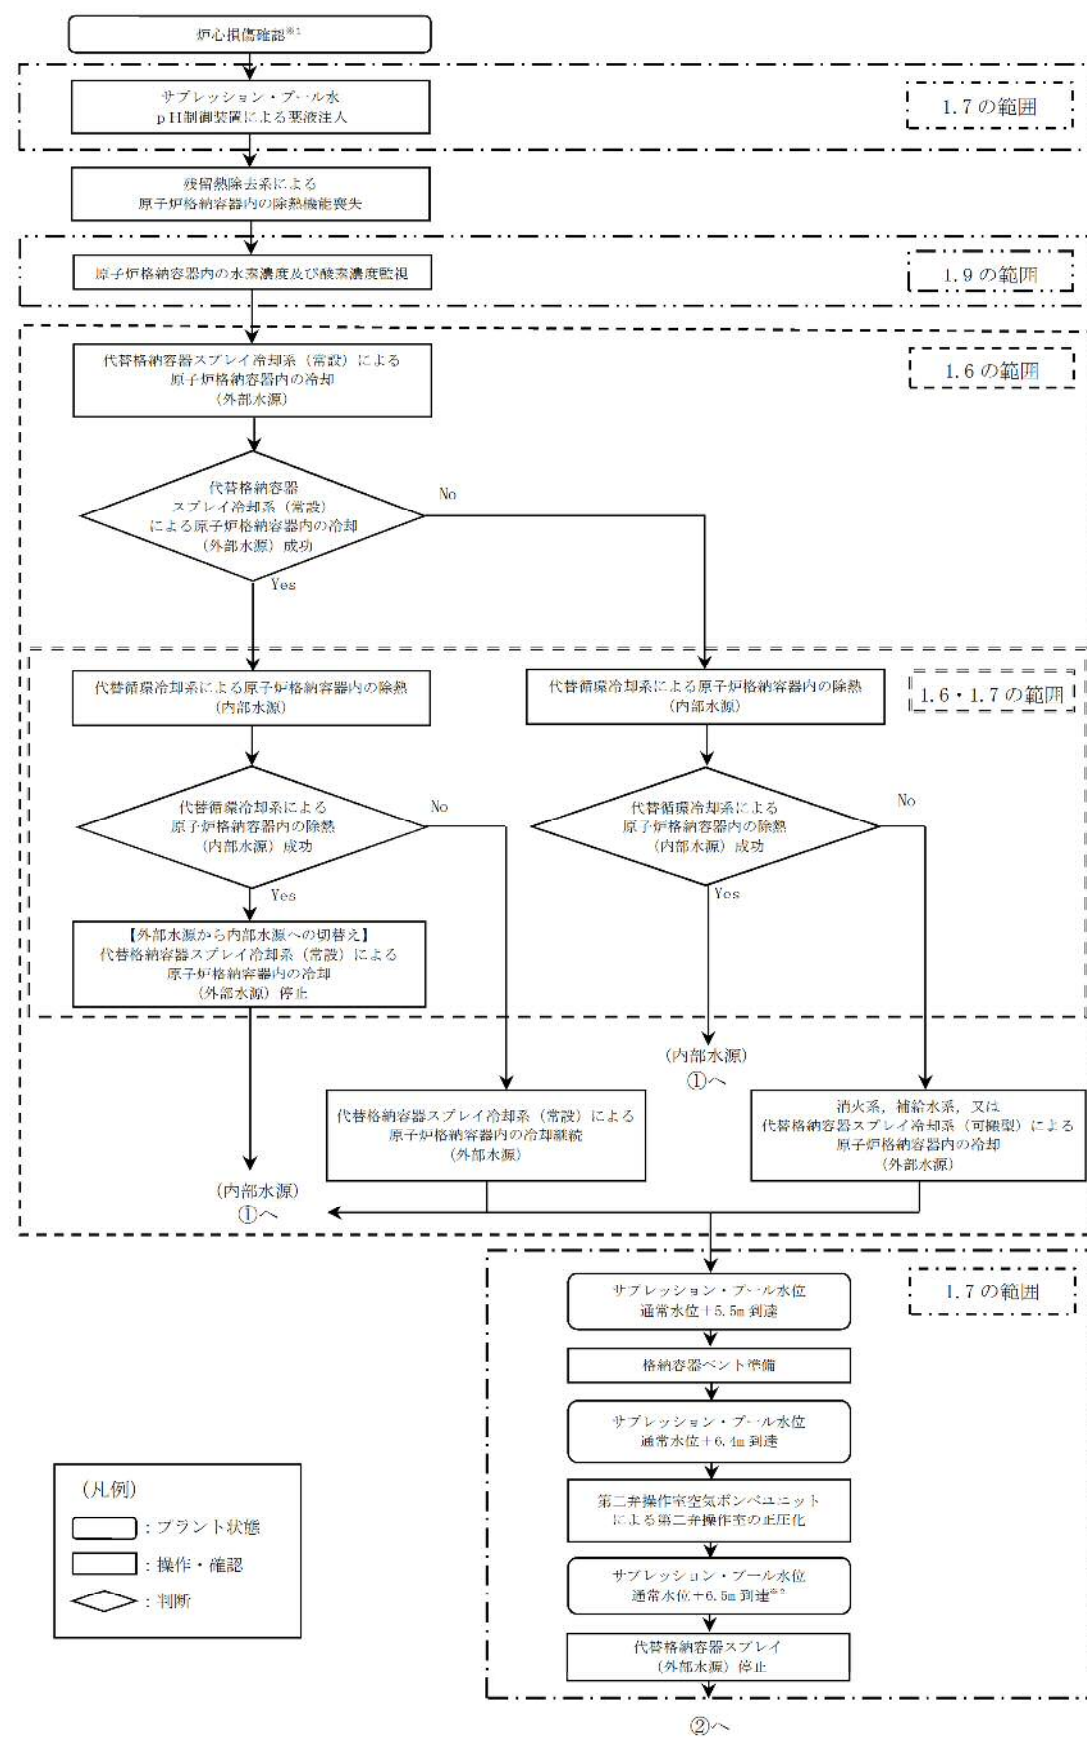 炉心損傷確認※1
サプレッション・プール水
pH制御装置による薬液注入
1.7の範囲
残留熱除去系による
原子炉格納容器内の除熱機能喪失
原子炉格納容器内の水素濃度及び酸素濃度監視
1.9の範囲
代替格納容器スプレイ冷却系（常設）による
原子炉格納容器内の冷却
（外部水源）
1.6の範囲
代替格納容器
スプレイ冷却系（常設）
による原子炉格納容器内の冷却
（外部水源）成功
No
Yes
代替循環冷却系による原子炉格納容器内の除熱
（内部水源）
代替循環冷却系による原子炉格納容器内の除熱
（内部水源）
1.6・1.7の範囲
代替循環冷却系による
原子炉格納容器内の除熱
（内部水源）成功
No
Yes
代替循環冷却系による
原子炉格納容器内の除熱
（内部水源）成功
No
Yes
【外部水源から内部水源への切替え】
代替格納容器スプレイ冷却系（常設）による
原子炉格納容器内の冷却
（外部水源）停止
（内部水源）
①へ
代替格納容器スプレイ冷却系（常設）による
原子炉格納容器内の冷却継続
（外部水源）
消火系，補給水系，又は
代替格納容器スプレイ冷却系（可搬型）による
原子炉格納容器内の冷却
（外部水源）
（内部水源）
①へ
サプレッション・プール水位
通常水位＋5.5m到達
1.7の範囲
格納容器ベント準備
サプレッション・プール水位
通常水位＋6.4m到達
第二弁操作室空気ボンベユニット
による第二弁操作室の正圧化
サプレッション・プール水位
通常水位＋6.5m到達※2
代替格納容器スプレイ
（外部水源）停止
②へ
（凡例）
：プラント状態
：操作・確認
：判断